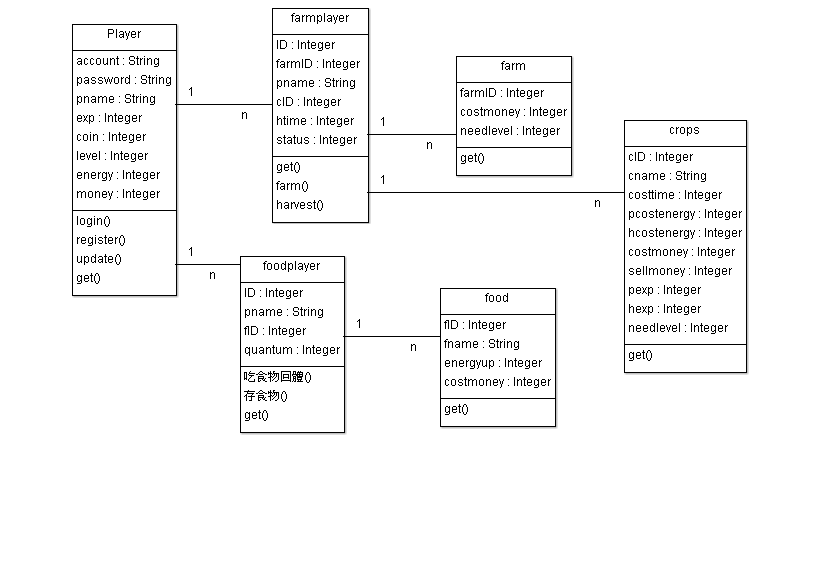 Player
account : String
password : String
pname : String
exp : Integer
coin : Integer
level : Integer
energy : Integer
money : Integer
login()
register()
update()
get()
1
n
1
n
farmplayer
ID : Integer
farmID : Integer
pname : String
cID : Integer
htime : Integer
status : Integer
get()
farm()
harvest()
1
n
1
n
farm
farmID : Integer
costmoney : Integer
needlevel : Integer
get()
crops
cID : Integer
cname : String
costtime : Integer
pcostenergy : Integer
hcostenergy : Integer
costmoney : Integer
sellmoney : Integer
pexp : Integer
hexp : Integer
needlevel : Integer
get()
foodplayer
ID : Integer
pname : String
fID : Integer
quantum : Integer
吃食物回體()
存食物()
get()
1
n
food
fID : Integer
fname : String
energyup : Integer
costmoney : Integer
get()